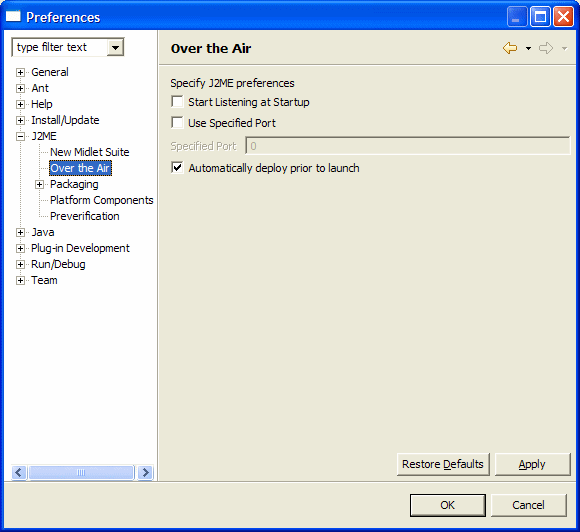 Preferences
type filter text
General
Ant
Help
Install/Update
J2ME
New Midlet Suite
Over the Air
Packaging
Platform Components
Preverification
Java
Plug-in Development
Run/Debug
Team
Over the Air
Specify J2ME preferences
Start Listening at Startup
Use Specified Port
Specified Port 0
Automatically deploy prior to launch
Restore Defaults Apply
OK Cancel